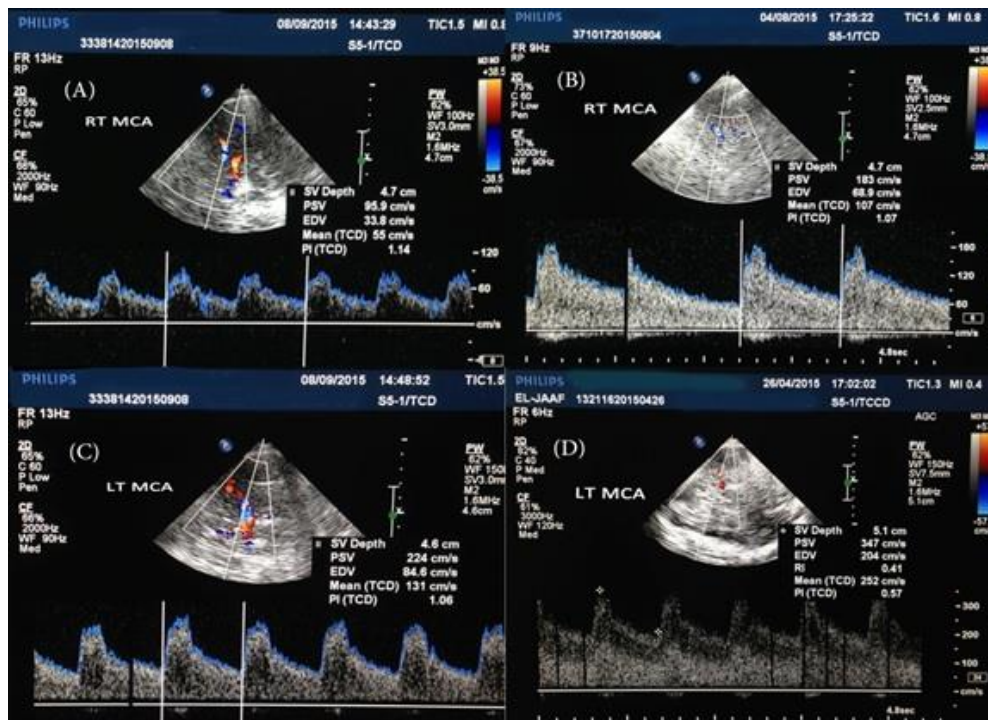 PHILIPS
08/09/2015 14:43:29
TIC1.5 MI 0.8
33381420150908
S5-1/TCD
FR 13Hz
RP
2D
65%
C 60
P Low
Pen
CF
66%
2000Hz
WF 90Hz
Med
(A)
RT MCA
PW
62%
WF 100Hz
SV3.0mm
M2
1.6MHz
4.7cm
+38.5
-38.5
cm/s
SV Depth 4.7 cm
PSV 95.9 cm/s
EDV 33.8 cm/s
Mean (TCD) 55 cm/s
PI (TCD) 1.14
120
60
cm/s
PHILIPS
04/08/2015 17:25:22
TIC1.6 MI 0.8
37101720150804
S5-1/TCD
FR 9Hz
RP
2D
73%
C 60
P Low
Pen
CF
67%
2000Hz
WF 90Hz
Med
(B)
RT MCA
PW
62%
WF 100Hz
SV2.5mm
M2
1.6MHz
4.7cm
cm/s
SV Depth 4.7 cm
PSV 183 cm/s
EDV 68.9 cm/s
Mean (TCD) 107 cm/s
PI (TCD) 1.07
180
120
60
cm/s
4.8sec
PHILIPS
08/09/2015 14:48:52
TIC1.5
33381420150908
S5-1/TCD
FR 13Hz
RP
2D
65%
C 60
P Low
Pen
CF
66%
2000Hz
WF 90Hz
Med
(C)
LT MCA
PW
62%
WF 150Hz
SV3.0mm
M2
1.6MHz
4.6cm
SV Depth 4.6 cm
PSV 224 cm/s
EDV 84.6 cm/s
Mean (TCD) 131 cm/s
PI (TCD) 1.06
PHILIPS
26/04/2015 17:02:02
TIC1.3 MI 0.4
EL-JAAF 13211620150426
S5-1/TCCD
FR 6Hz
RP
2D
82%
C 40
P Med
Pen
CF
61%
3000Hz
WF 120Hz
Med
(D)
LT MCA
AGC
PW
62%
WF 150Hz
SV7.5mm
M2
1.6MHz
5.1cm
cm/s
SV Depth 5.1 cm
PSV 347 cm/s
EDV 204 cm/s
RI 0.41
Mean (TCD) 252 cm/s
PI (TCD) 0.57
300
200
100
cm/s
4.8sec